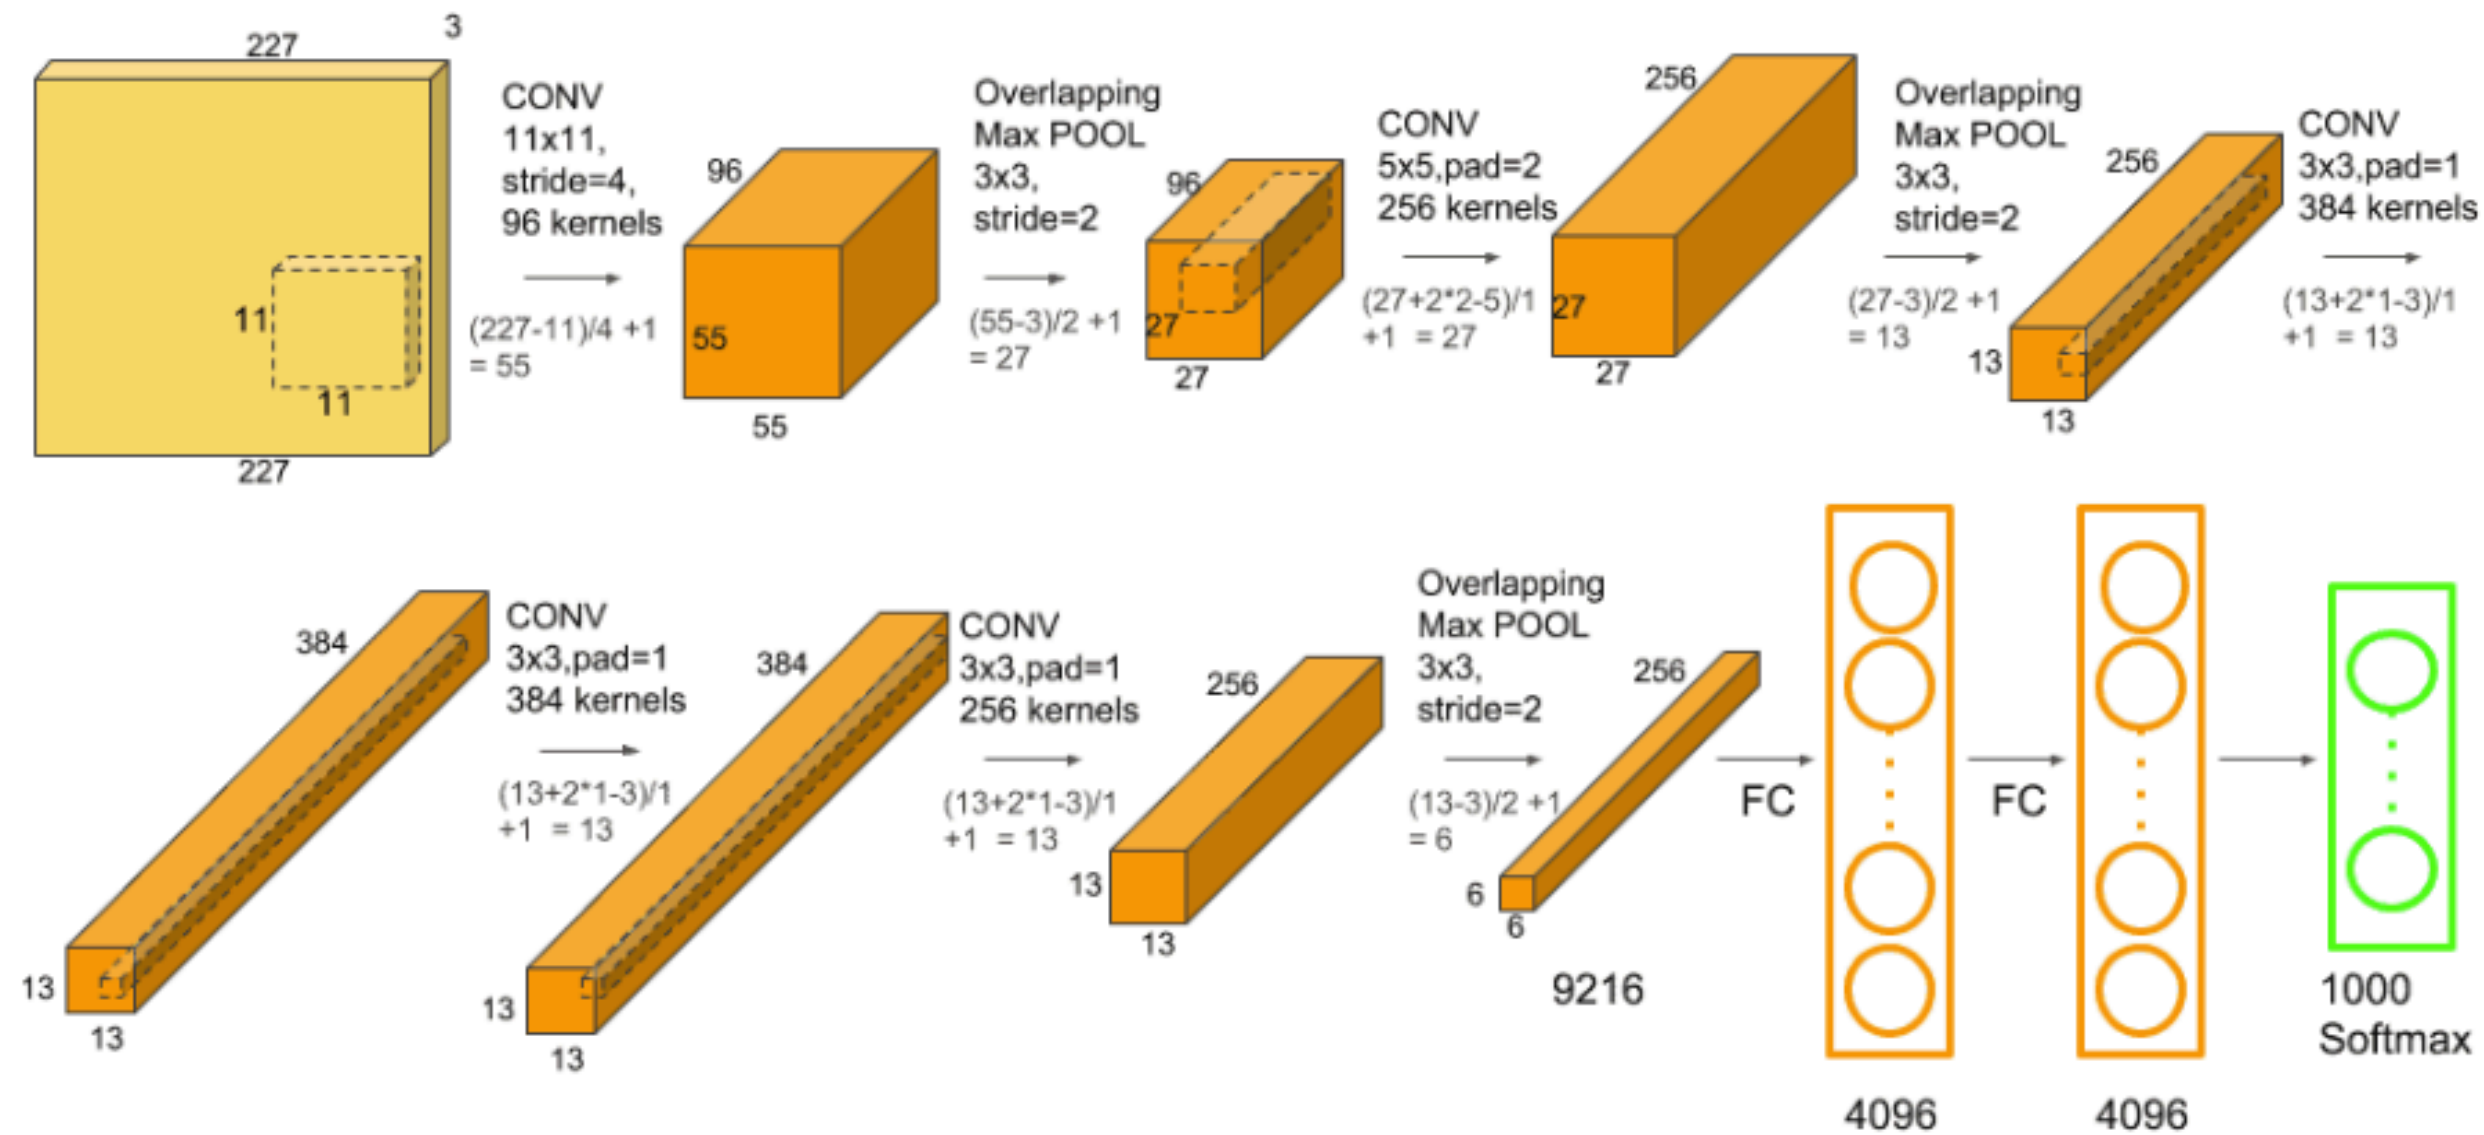 227
3
11
11
227
CONV
11x11,
stride=4,
96 kernels
(227-11)/4 +1
= 55
96
55
55
Overlapping
Max POOL
3x3,
stride=2
(55-3)/2 +1
= 27
96
27
27
CONV
5x5,pad=2
256 kernels
(27+2*2-5)/1
+1 = 27
256
27
27
Overlapping
Max POOL
3x3,
stride=2
(27-3)/2 +1
= 13
256
13
13
CONV
3x3,pad=1
384 kernels
(13+2*1-3)/1
+1 = 13
384
13
13
CONV
3x3,pad=1
384 kernels
(13+2*1-3)/1
+1 = 13
384
13
13
CONV
3x3,pad=1
256 kernels
(13+2*1-3)/1
+1 = 13
256
13
13
Overlapping
Max POOL
3x3,
stride=2
(13-3)/2 +1
= 6
256
6
6
9216
FC
4096
FC
4096
1000
Softmax